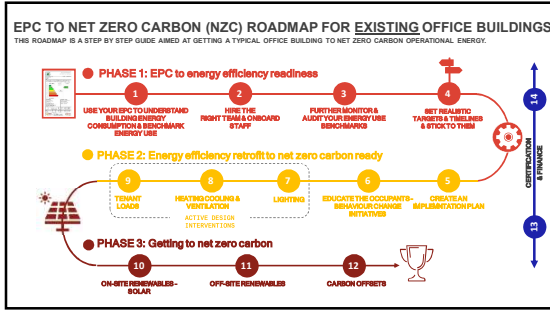 EPC TO NET ZERO CARBON (NZC) ROADMAP FOR EXISTING OFFICE BUILDINGS
THIS ROADMAP IS A STEP BY STEP GUIDE AIMED AT GETTING A TYPICAL OFFICE BUILDING TO NET ZERO CARBON OPERATIONAL ENERGY.
PHASE 1: EPC to energy efficiency readiness
1
2
3
4
USE YOUR EPC TO UNDERSTAND
BUILDING ENERGY
CONSUMPTION & BENCHMARK
ENERGY USE
HIRE THE
RIGHT TEAM & ONBOARD
STAFF
FURTHER MONITOR &
AUDIT YOUR ENERGY USE
BENCHMARKS
SET REALISTIC
TARGETS & TIMELINES
& STICK TO THEM
14
CERTIFICATION
& FINANCE
13
PHASE 2: Energy efficiency retrofit to net zero carbon ready
9
8
7
6
5
TENANT
LOADS
HEATING COOLING &
VENTILATION
LIGHTING
EDUCATE THE OCCUPANTS -
BEHAVIOUR CHANGE
INITIATIVES
CREATE AN
IMPLEMNTATION PLAN
ACTIVE DESIGN
INTERVENTIONS
PHASE 3: Getting to net zero carbon
10
11
12
ON-SITE RENEWABLES -
SOLAR
OFF-SITE RENEWABLES
CARBON OFFSETS